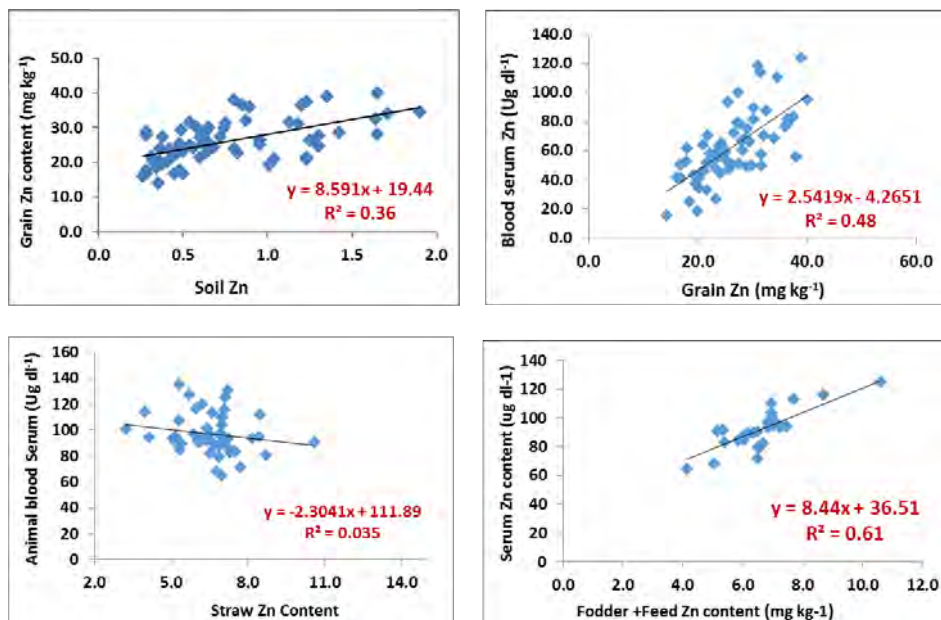 Grain Zn content (mg kg⁻¹)
50.0
40.0
30.0
20.0
10.0
0.0
y = 8.591x + 19.44
R² = 0.36
0.0 0.5 1.0 1.5 2.0
Soil Zn
Blood serum Zn (Ug dl⁻¹)
140.0
120.0
100.0
80.0
60.0
40.0
20.0
0.0
y = 2.5419x - 4.2651
R² = 0.48
0.0 20.0 40.0 60.0
Grain Zn (mg kg⁻¹)
Animal blood Serum (Ug dl⁻¹)
160
140
120
100
80
60
40
20
0
y = -2.3041x + 111.89
R² = 0.035
2.0 5.0 8.0 11.0 14.0
Straw Zn Content
Serum Zn content (ug dl-1)
140
120
100
80
60
40
20
0
y = 8.44x + 36.51
R² = 0.61
0.0 2.0 4.0 6.0 8.0 10.0 12.0
Fodder +Feed Zn content (mg kg-1)